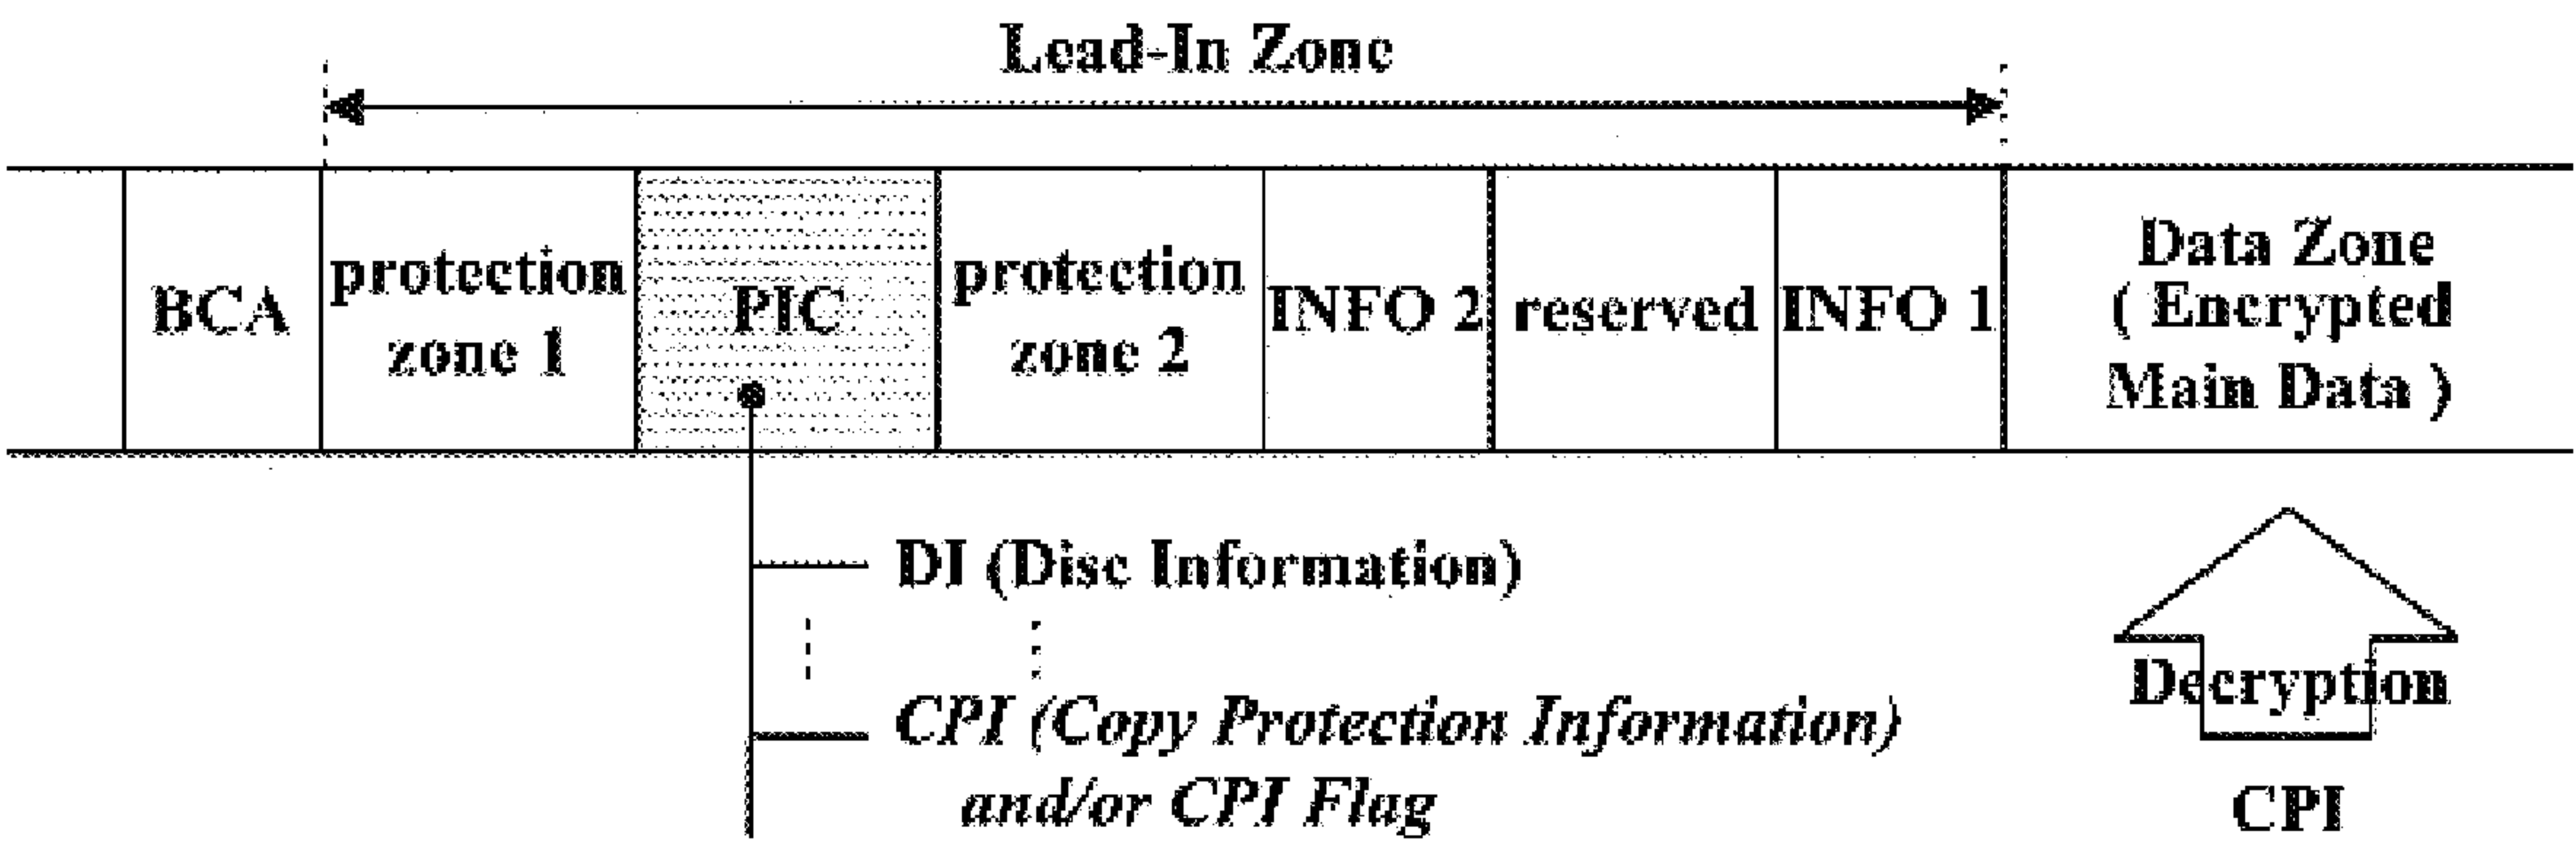 Lead-In Zone
BCA
protection
zone 1
PIC
protection
zone 2
INFO 2
reserved
INFO 1
Data Zone
( Encrypted
Main Data )
DI (Disc Information)
CPI (Copy Protection Information)
and/or CPI Flag
Decryption
CPI